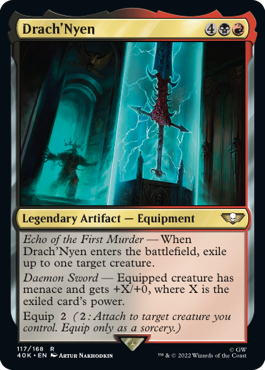 Drach'Nyen 4
Legendary Artifact — Equipment
Echo of the First Murder — When
Drach'Nyen enters the battlefield, exile
up to one target creature.
Daemon Sword — Equipped creature has
menace and gets +X/+0, where X is the
exiled card's power.
Equip 2 (2: Attach to target creature you
control. Equip only as a sorcery.)
117/168 R
40K • EN Artur Nakhodkin
© GW
™ & © 2022 Wizards of the Coast